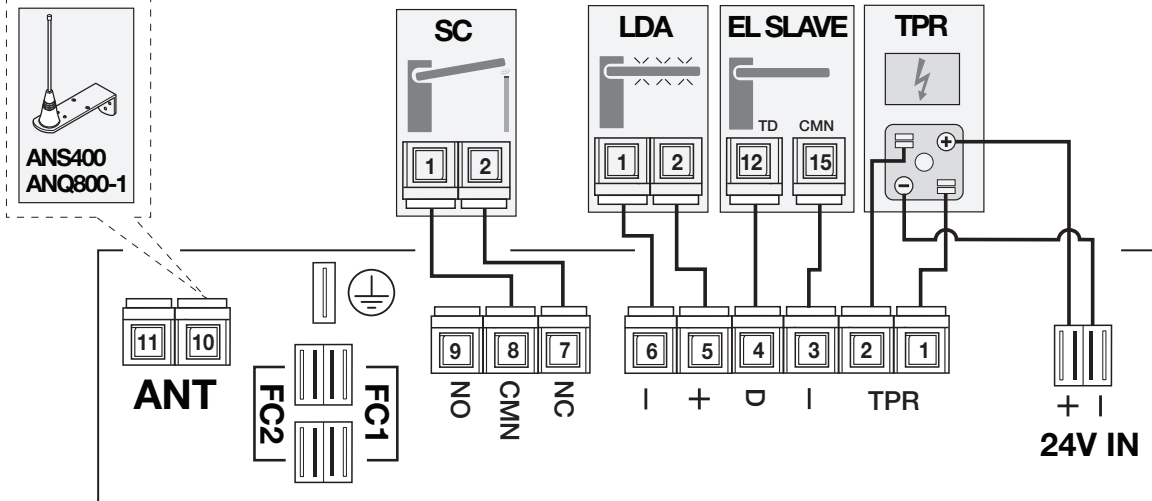 SC
LDA
EL SLAVE
TPR
TD
CMN
ANS400
ANQ800-1
1
2
1
2
12
15
+
−
11
10
9
8
7
6
5
4
3
2
1
ANT
FC2
FC1
NO
CMN
NC
−
+
D
−
TPR
+
−
24V IN